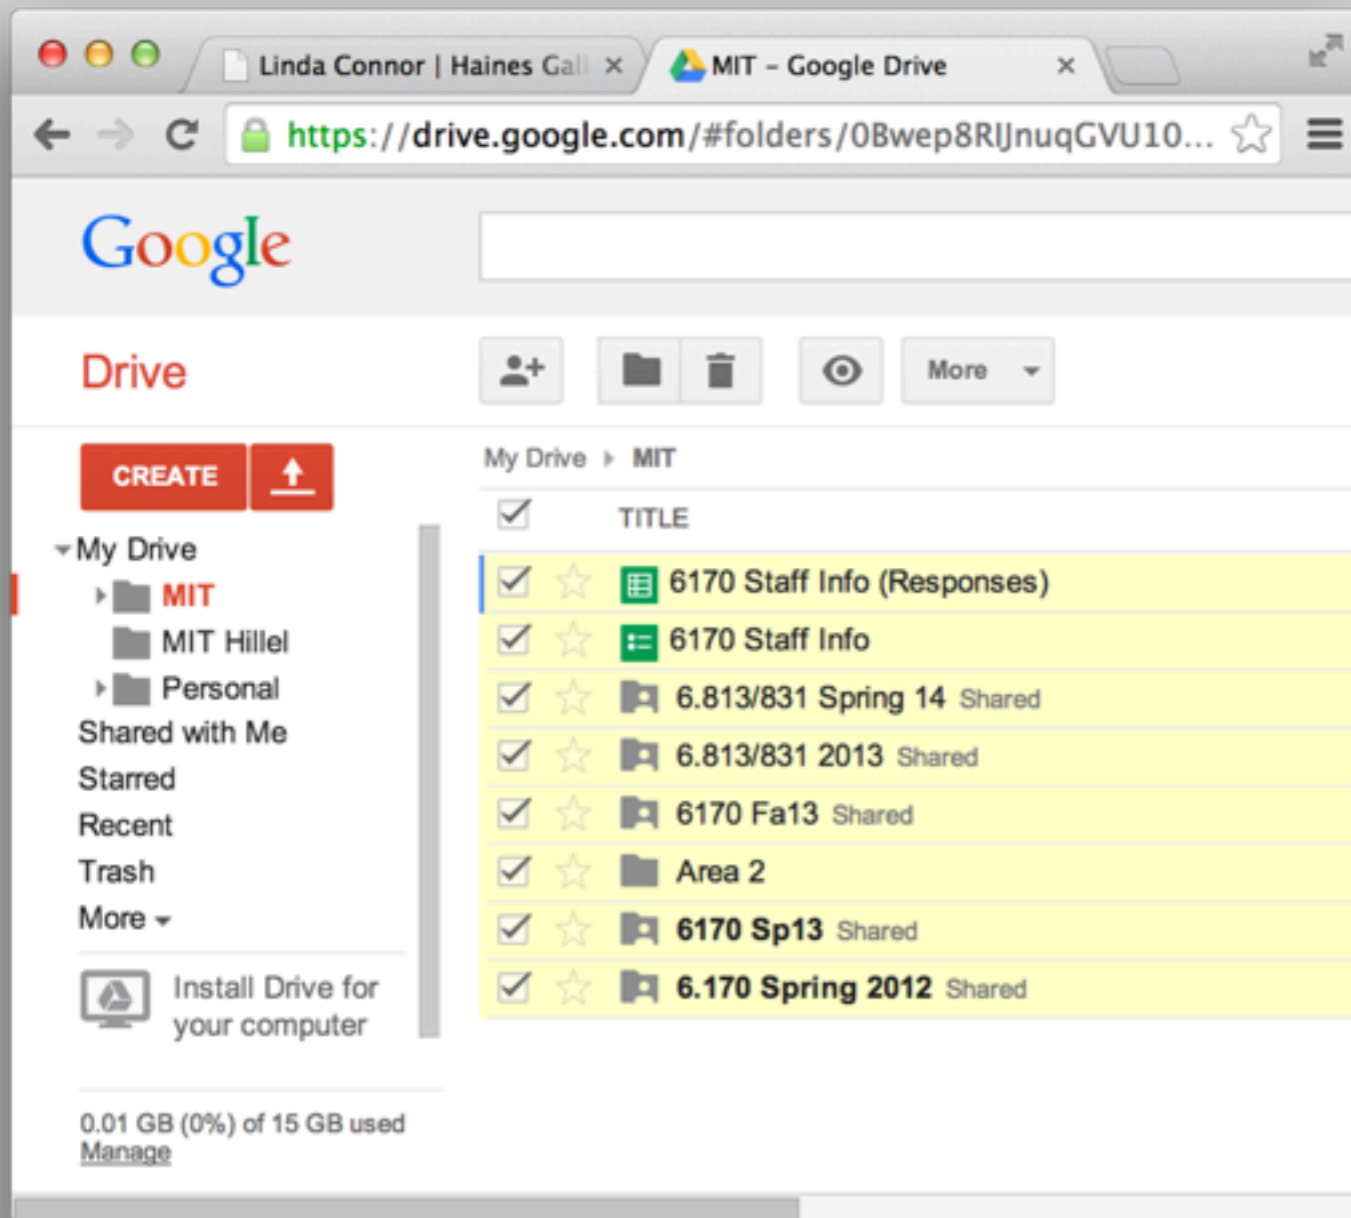 Linda Connor | Haines Gall
MIT – Google Drive
https://drive.google.com/#folders/0Bwep8RIJnuqGVU10...
Google
Drive
More
CREATE
My Drive
MIT
MIT Hillel
Personal
Shared with Me
Starred
Recent
Trash
More
Install Drive for
your computer
0.01 GB (0%) of 15 GB used
Manage
My Drive MIT
TITLE
6170 Staff Info (Responses)
6170 Staff Info
6.813/831 Spring 14 Shared
6.813/831 2013 Shared
6170 Fa13 Shared
Area 2
6170 Sp13 Shared
6.170 Spring 2012 Shared